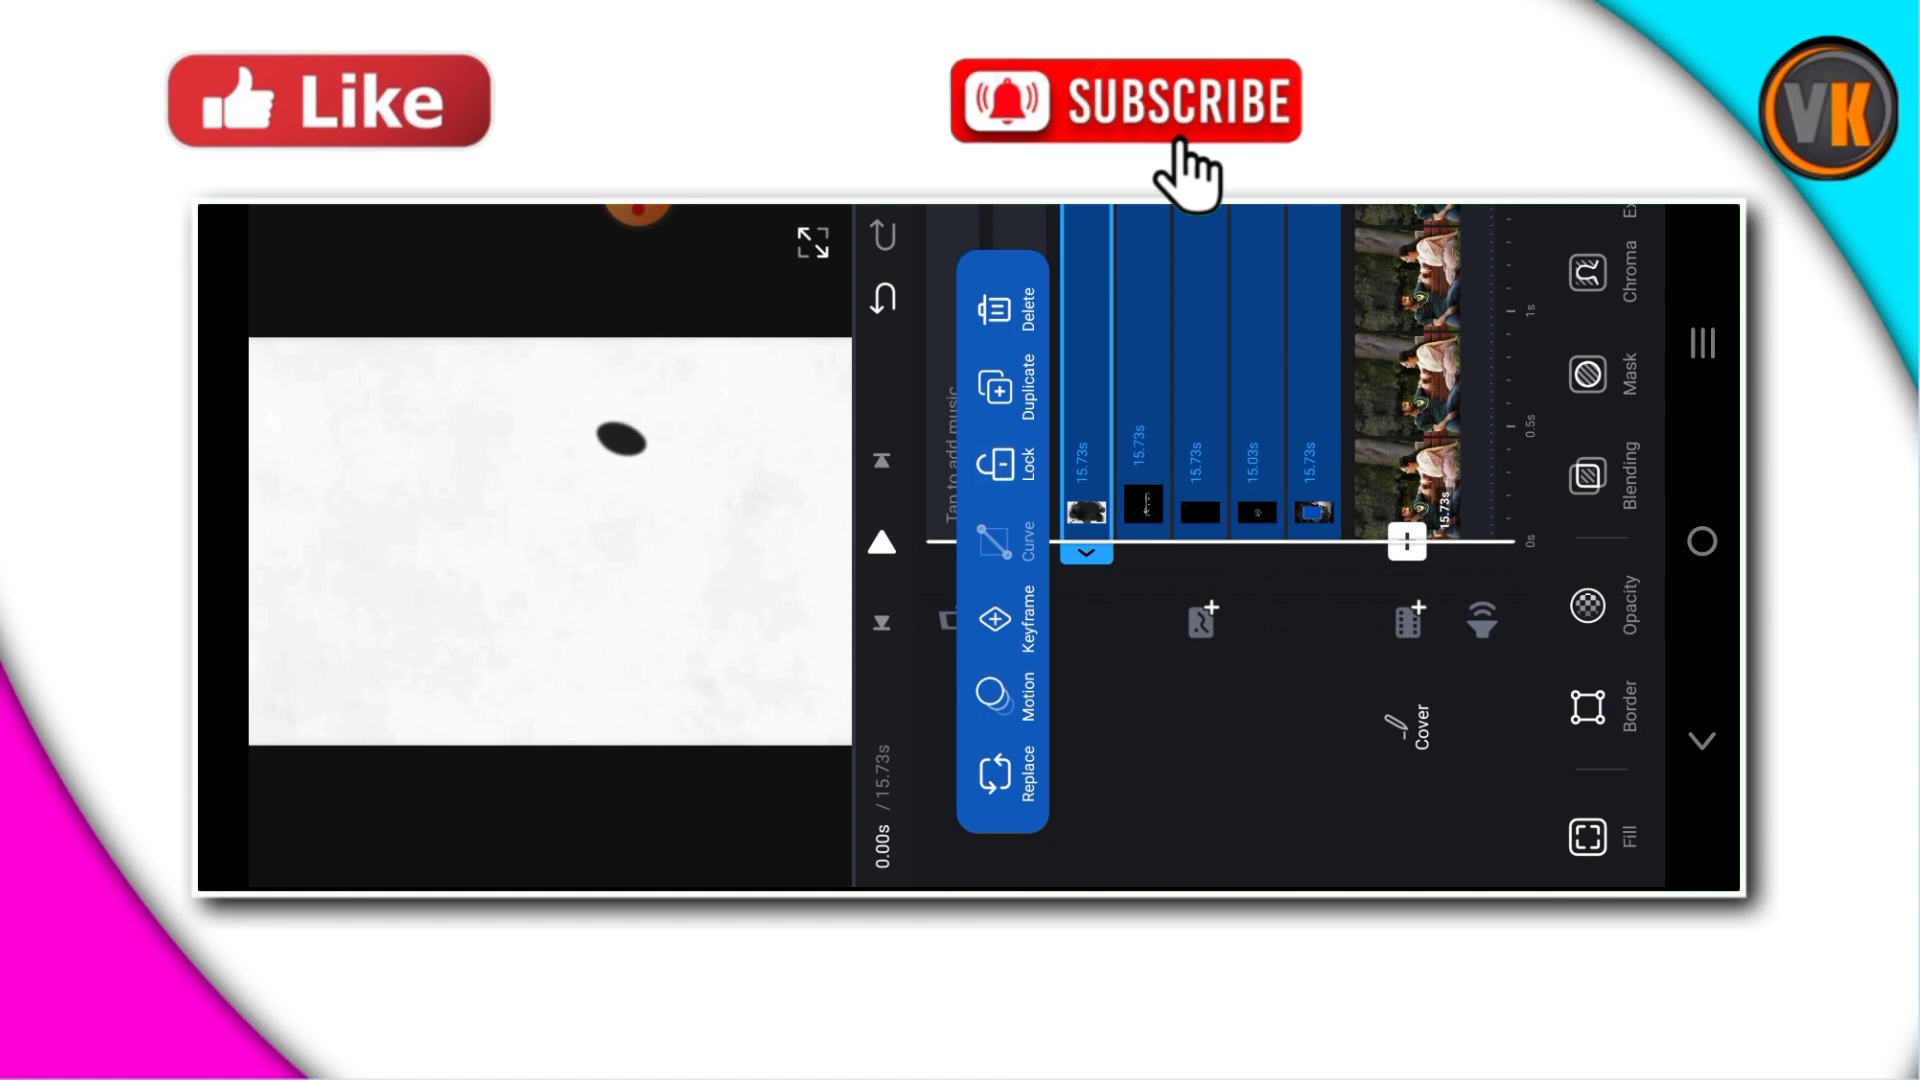 Like
SUBSCRIBE
VK
0.00s / 15.73s
Tap to add music
Replace
Motion
Keyframe
Curve
Lock
Duplicate
Delete
15.73s
15.73s
15.73s
15.03s
15.73s
15.73s
Cover
0s
0.5s
1s
Fill
Border
Opacity
Blending
Mask
Chroma